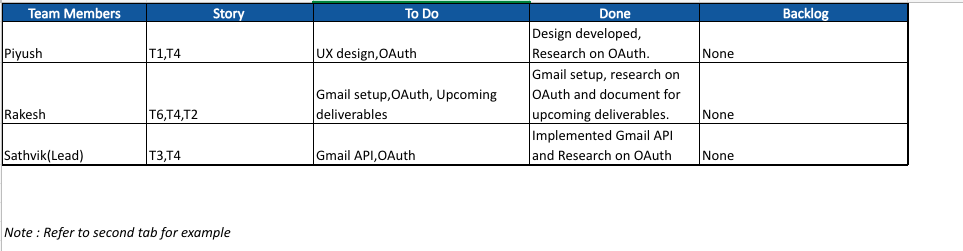 Team Members Story To Do Done Backlog
Design developed,
Piyush T1,T4 UX design,OAuth Research on OAuth. None
Gmail setup, research on
Gmail setup,OAuth, Upcoming OAuth and document for
Rakesh T6,T4,T2 deliverables upcoming deliverables. None
Implemented Gmail API
Sathvik(Lead) T3,T4 Gmail API,OAuth and Research on OAuth None
Note : Refer to second tab for example